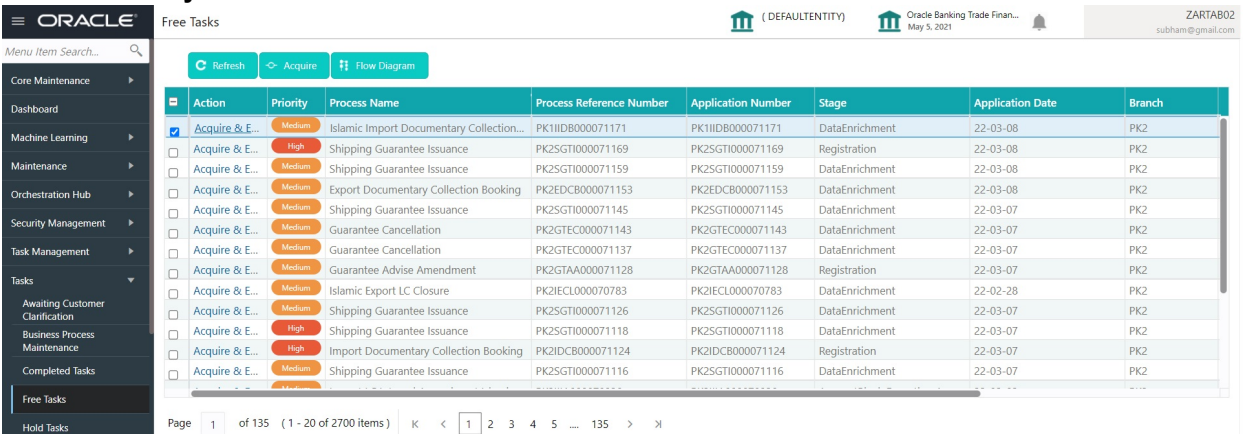 ORACLE
Free Tasks
( DEFAULTENTITY)
Oracle Banking Trade Finan...
May 5, 2021
ZARTAB02
subham@gmail.com
Menu Item Search...
Core Maintenance
Dashboard
Machine Learning
Maintenance
Orchestration Hub
Security Management
Task Management
Tasks
Awaiting Customer
Clarification
Business Process
Maintenance
Completed Tasks
Free Tasks
Hold Tasks
Refresh Acquire Flow Diagram
Action Priority Process Name Process Reference Number Application Number Stage Application Date Branch
Acquire & E... Medium Islamic Import Documentary Collection... PK1IIDB000071171 PK1IIDB000071171 DataEnrichment 22-03-08 PK2
Acquire & E... High Shipping Guarantee Issuance PK2SGTI000071169 PK2SGTI000071169 Registration 22-03-08 PK2
Acquire & E... Medium Shipping Guarantee Issuance PK2SGTI000071159 PK2SGTI000071159 DataEnrichment 22-03-08 PK2
Acquire & E... Medium Export Documentary Collection Booking PK2EDCB000071153 PK2EDCB000071153 DataEnrichment 22-03-08 PK2
Acquire & E... Medium Shipping Guarantee Issuance PK2SGTI000071145 PK2SGTI000071145 DataEnrichment 22-03-07 PK2
Acquire & E... Medium Guarantee Cancellation PK2GTEC000071143 PK2GTEC000071143 DataEnrichment 22-03-07 PK2
Acquire & E... Medium Guarantee Cancellation PK2GTEC000071137 PK2GTEC000071137 DataEnrichment 22-03-07 PK2
Acquire & E... Medium Guarantee Advise Amendment PK2GTAA000071128 PK2GTAA000071128 Registration 22-03-07 PK2
Acquire & E... Medium Islamic Export LC Closure PK2IECL000070783 PK2IECL000070783 DataEnrichment 22-02-28 PK2
Acquire & E... Medium Shipping Guarantee Issuance PK2SGTI000071126 PK2SGTI000071126 DataEnrichment 22-03-07 PK2
Acquire & E... High Shipping Guarantee Issuance PK2SGTI000071118 PK2SGTI000071118 DataEnrichment 22-03-07 PK2
Acquire & E... High Import Documentary Collection Booking PK2IDCB000071124 PK2IDCB000071124 Registration 22-03-07 PK2
Acquire & E... Medium Shipping Guarantee Issuance PK2SGTI000071116 PK2SGTI000071116 DataEnrichment 22-03-07 PK2
Page 1 of 135 ( 1 - 20 of 2700 items ) 1 2 3 4 5 .... 135